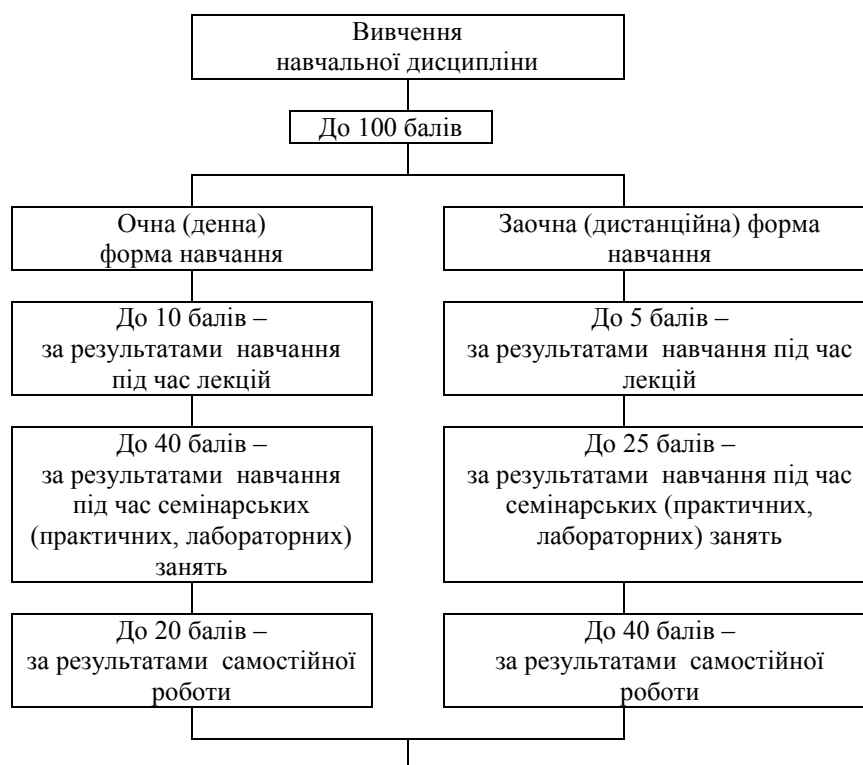 Вивчення
навчальної дисципліни
До 100 балів
Очна (денна)
форма навчання
Заочна (дистанційна) форма
навчання
До 10 балів –
за результатами навчання
під час лекцій
До 5 балів –
за результатами навчання під час
лекцій
До 40 балів –
за результатами навчання
під час семінарських
(практичних, лабораторних)
занять
До 25 балів –
за результатами навчання під час
семінарських (практичних,
лабораторних) занять
До 20 балів –
за результатами самостійної
роботи
До 40 балів –
за результатами самостійної
роботи